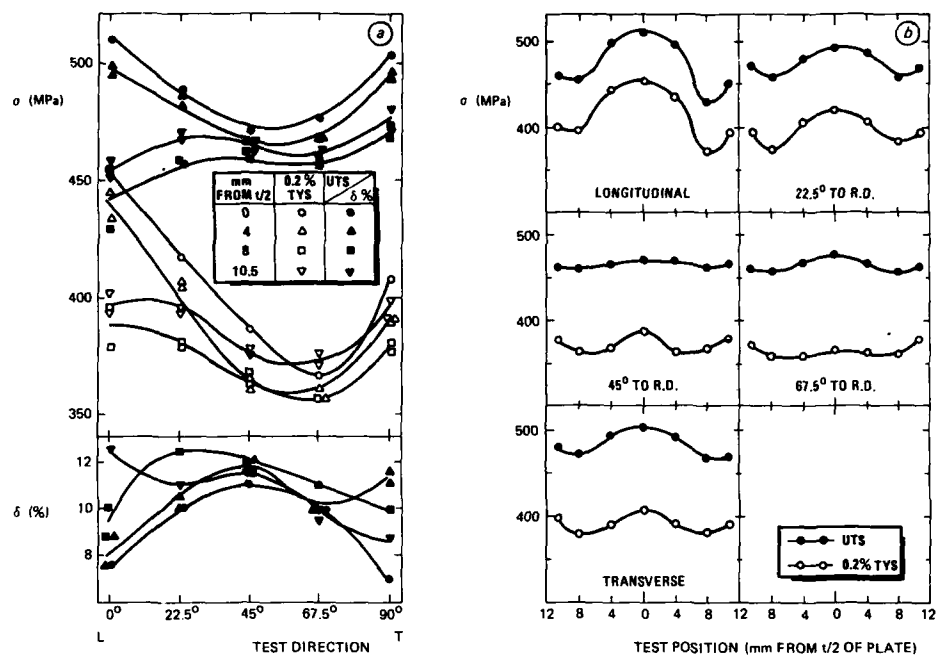 a
500
σ (MPa)
450
400
350
mm FROM t/2
0.2% TYS
UTS
δ %
0
4
8
10.5
12
δ (%)
10
8
0° 22.5° 45° 67.5° 90°
L T
TEST DIRECTION
b
500
σ (MPa)
400
LONGITUDINAL
22.5° TO R.D.
500
400
45° TO R.D.
67.5° TO R.D.
500
400
TRANSVERSE
UTS
0.2% TYS
300
12 8 4 0 4 8 12 8 4 0 4 8 12
TEST POSITION (mm FROM t/2 OF PLATE)